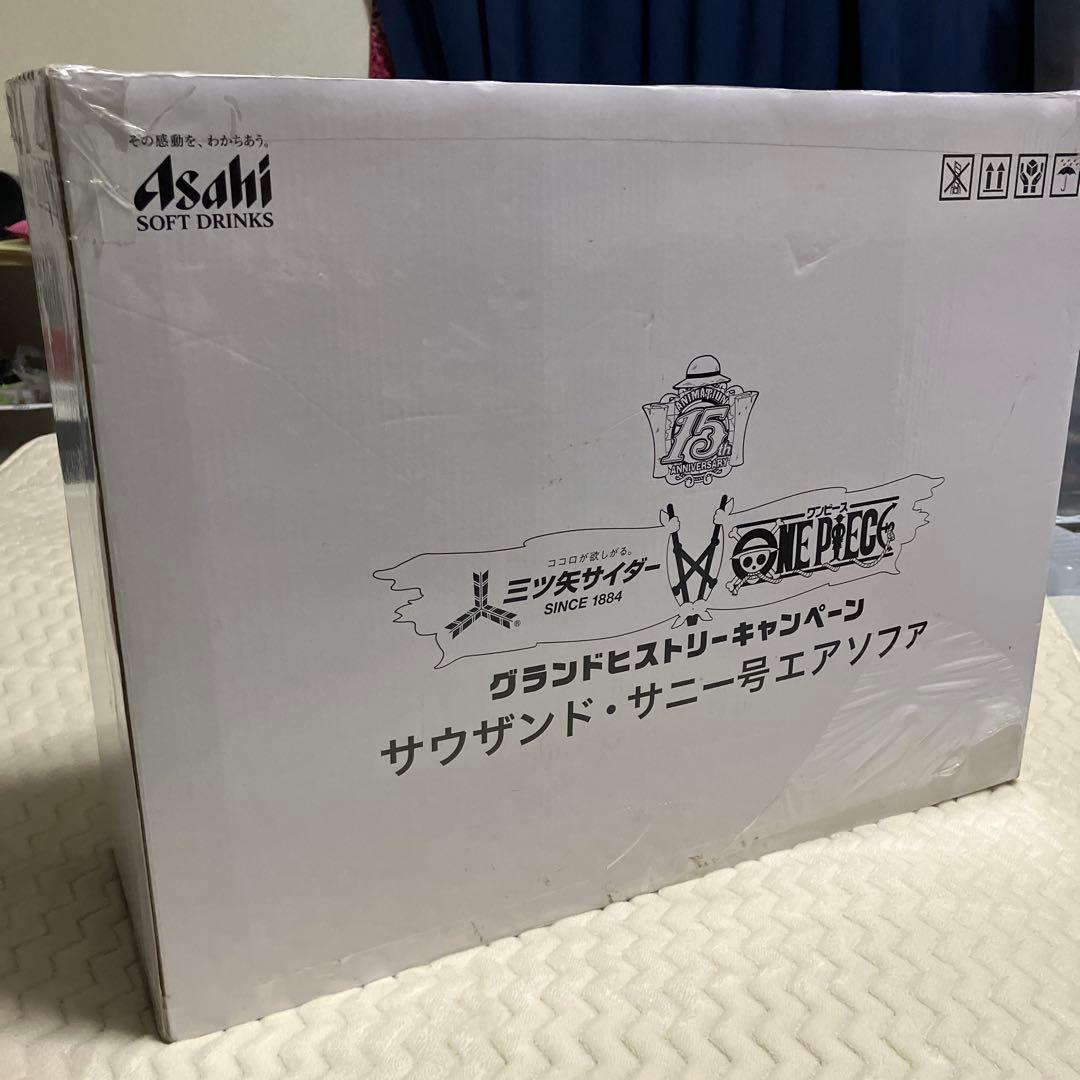 その感動を、わかちあう。
Asahi
SOFT DRINKS
ANIMATION
15th
ANNIVERSARY
ココロが欲しがる。
三ツ矢サイダー
SINCE 1884
ワンピース
ONE PIECE
グランドヒストリーキャンペーン
サウザンド・サニー号エアソファ